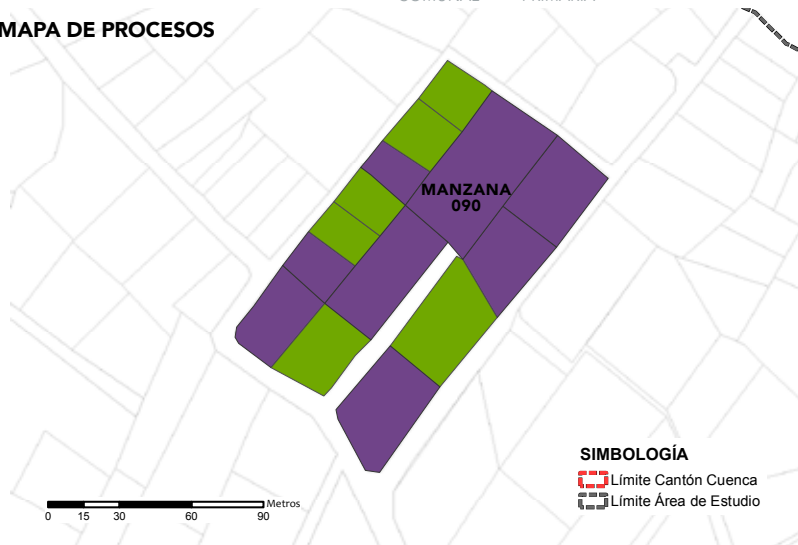 MAPA DE PROCESOS
MANZANA
090
SIMBOLOGÍA
Límite Cantón Cuenca
Límite Área de Estudio
Metros
0 15 30 60 90